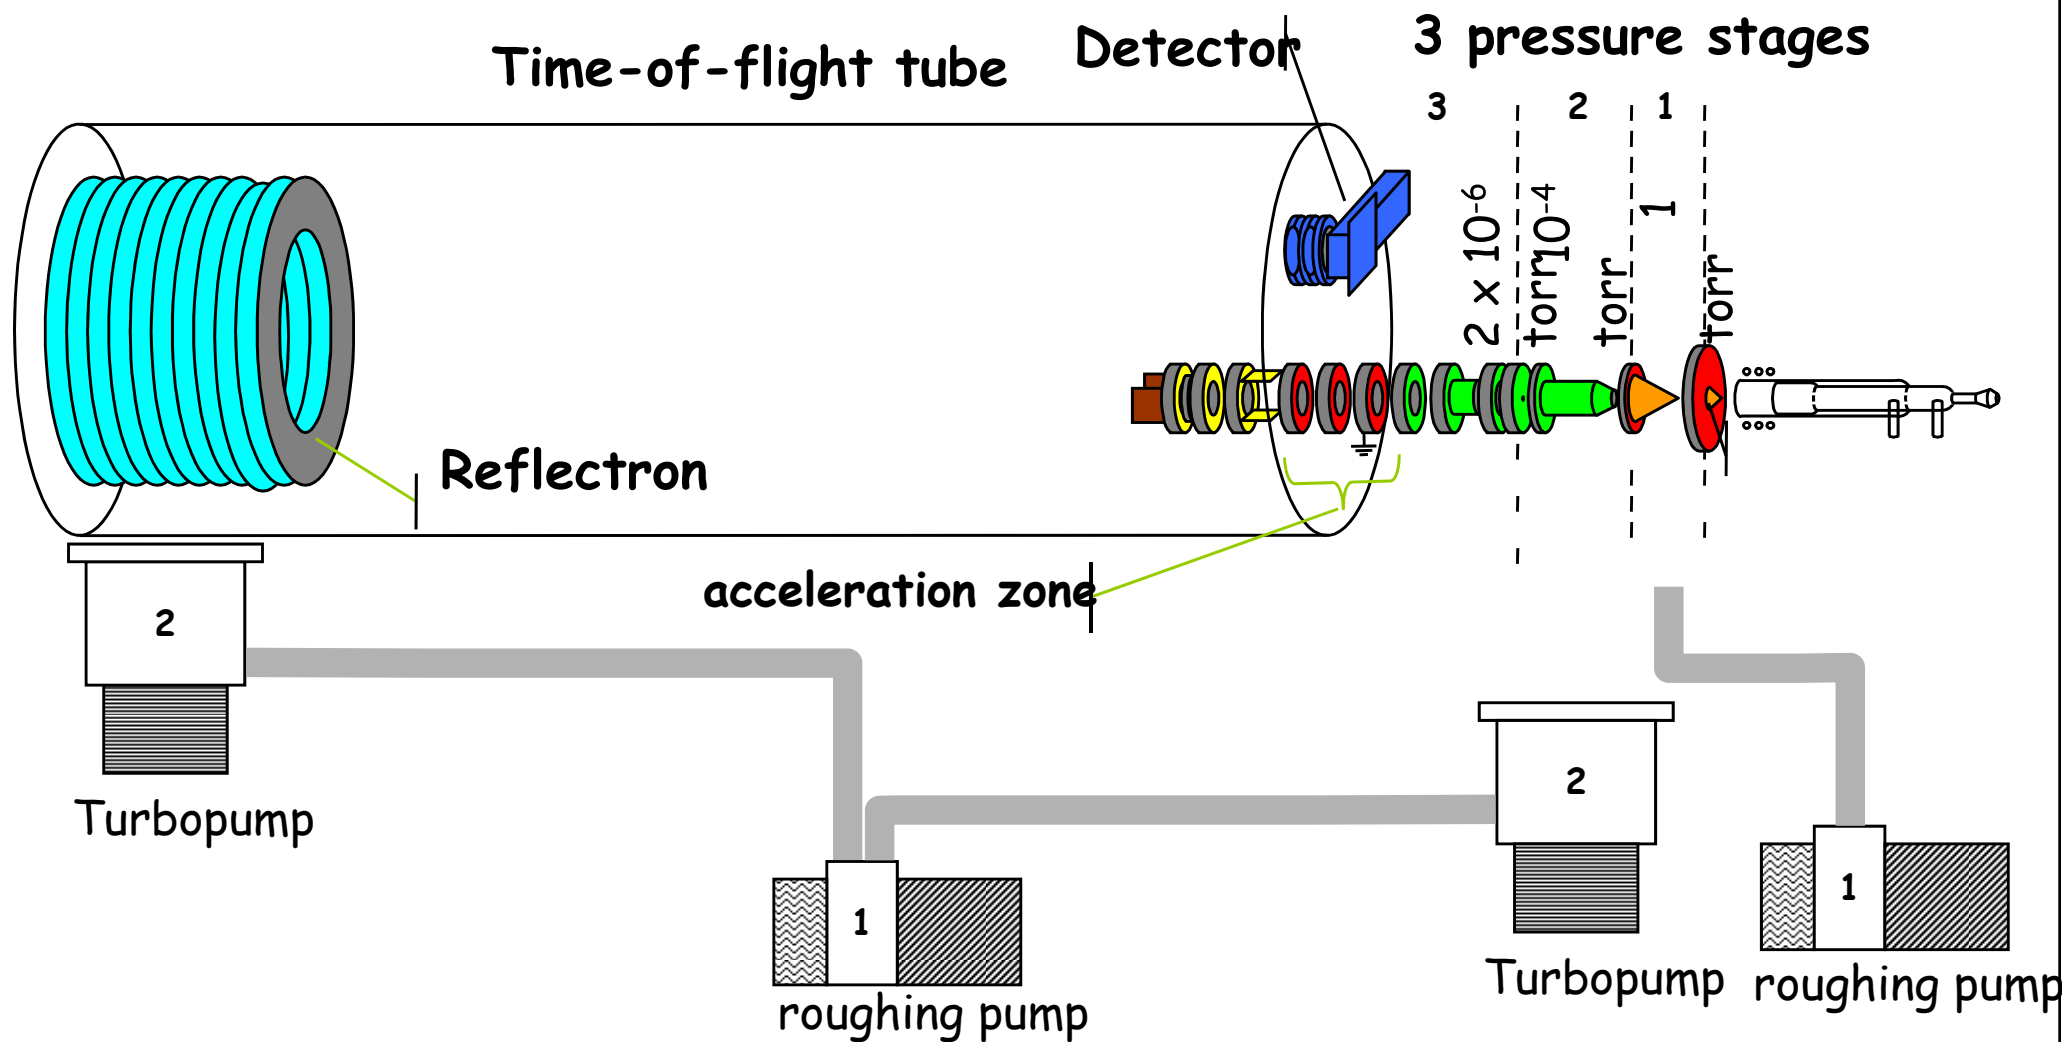 Time-of-flight tube
Detector
3 pressure stages
3
2
1
2 x 10-6
torr
10-4
torr
1
torr
Reflectron
acceleration zone
2
Turbopump
1
roughing pump
2
Turbopump
1
roughing pump